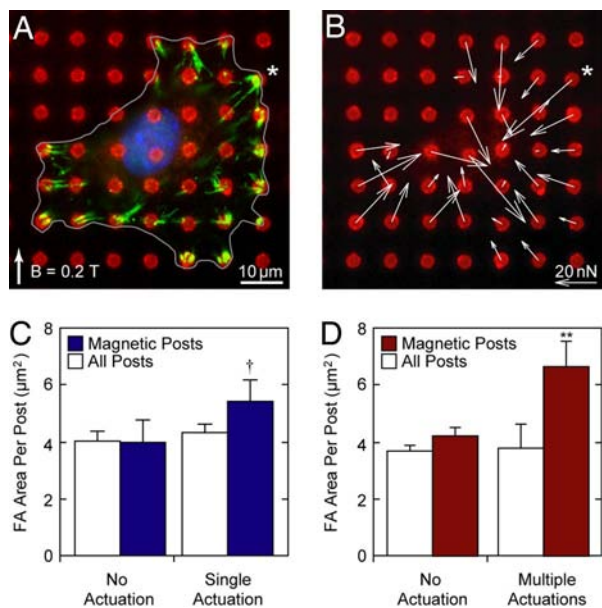 A
*
B = 0.2 T
10 µm
B
*
20 nN
C
FA Area Per Post (µm²)
8
6
4
2
0
Magnetic Posts
All Posts
†
No Actuation
Single Actuation
D
FA Area Per Post (µm²)
8
6
4
2
0
Magnetic Posts
All Posts
**
No Actuation
Multiple Actuations